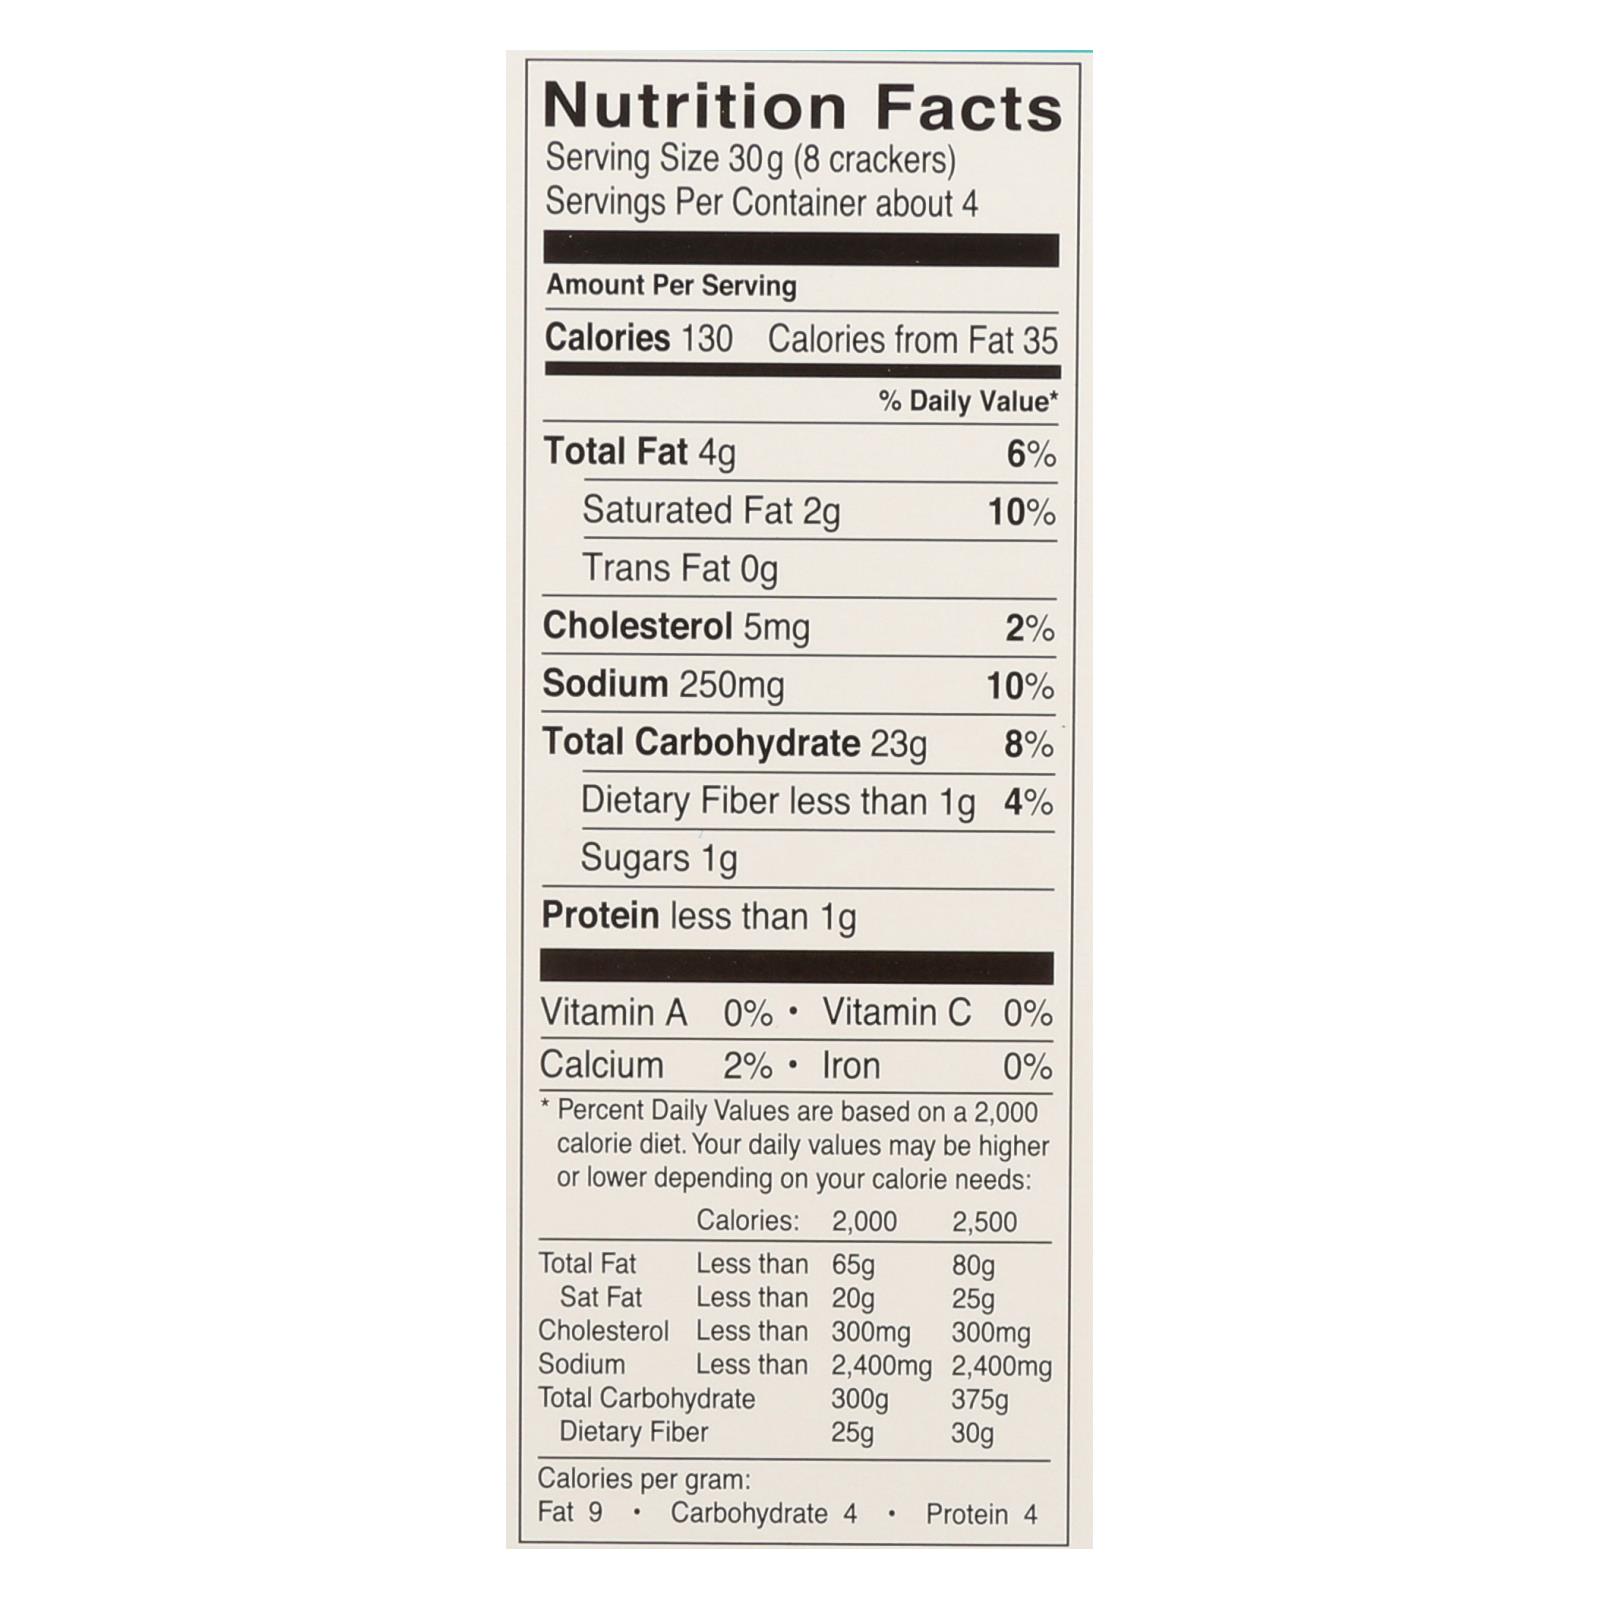 Nutrition Facts
Serving Size 30g (8 crackers)
Servings Per Container about 4
Amount Per Serving
Calories 130 Calories from Fat 35
% Daily Value*
Total Fat 4g 6%
Saturated Fat 2g 10%
Trans Fat 0g
Cholesterol 5mg 2%
Sodium 250mg 10%
Total Carbohydrate 23g 8%
Dietary Fiber less than 1g 4%
Sugars 1g
Protein less than 1g
Vitamin A 0% • Vitamin C 0%
Calcium 2% • Iron 0%
* Percent Daily Values are based on a 2,000
calorie diet. Your daily values may be higher
or lower depending on your calorie needs:
Calories: 2,000 2,500
Total Fat Less than 65g 80g
Sat Fat Less than 20g 25g
Cholesterol Less than 300mg 300mg
Sodium Less than 2,400mg 2,400mg
Total Carbohydrate 300g 375g
Dietary Fiber 25g 30g
Calories per gram:
Fat 9 • Carbohydrate 4 • Protein 4